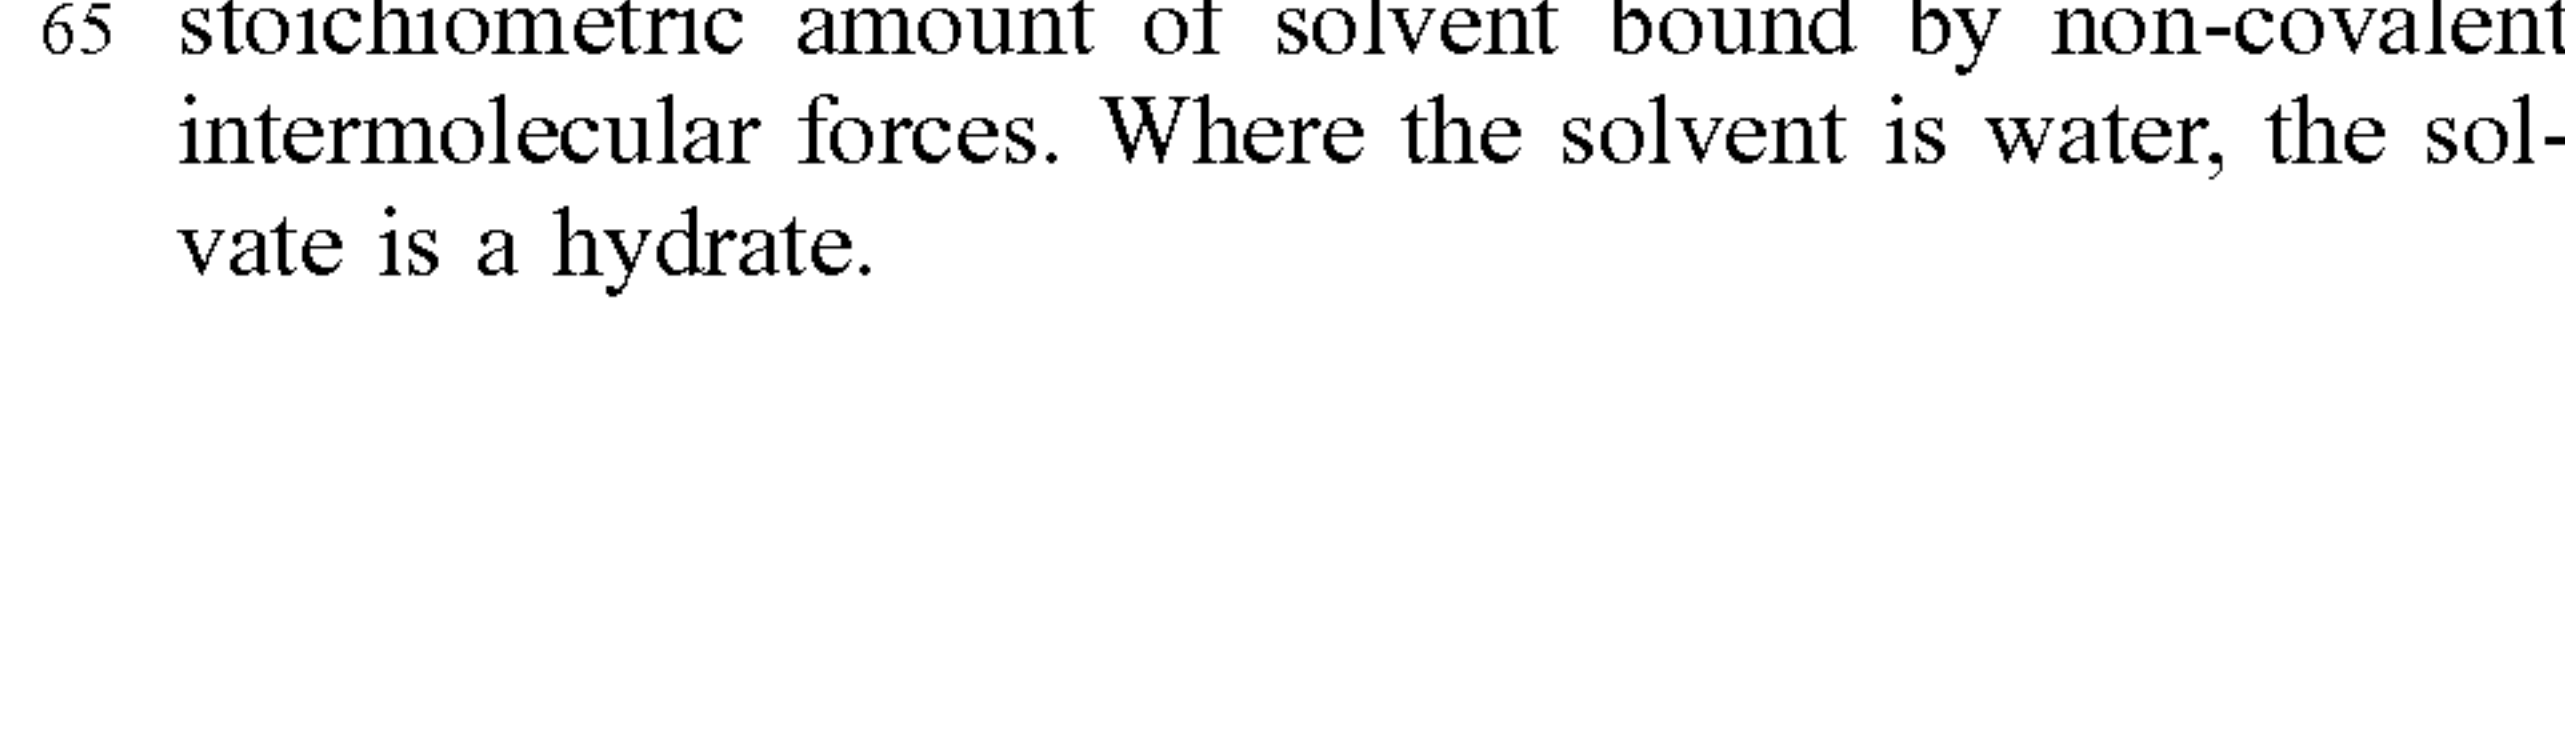 65 stoichiometric amount of solvent bound by non-covalent
intermolecular forces. Where the solvent is water, the sol-
vate is a hydrate.